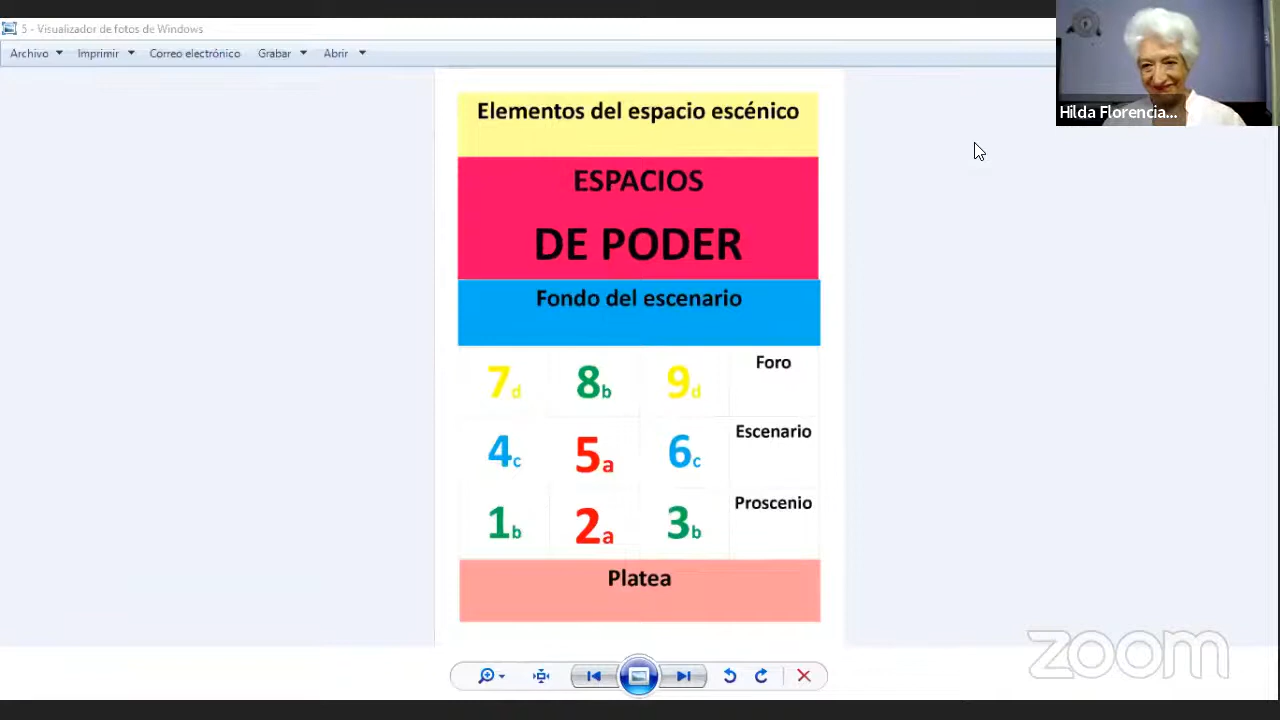 5 - Visualizador de fotos de Windows
Archivo Imprimir Correo electrónico Grabar Abrir
Hilda Florencia...
Elementos del espacio escénico
ESPACIOS
DE PODER
Fondo del escenario
7d 8b 9d Foro
4c 5a 6c Escenario
1b 2a 3b Proscenio
Platea
zoom